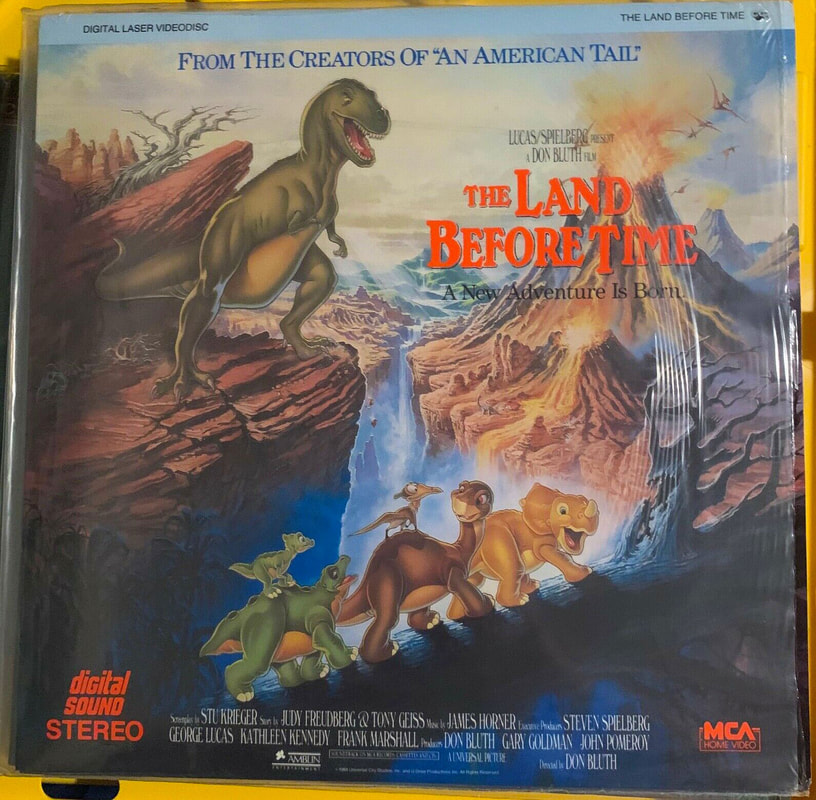 DIGITAL LASER VIDEODISC
THE LAND BEFORE TIME
FROM THE CREATORS OF "AN AMERICAN TAIL"
LUCAS/SPIELBERG PRESENT
A DON BLUTH FILM
THE LAND
BEFORE TIME
A New Adventure Is Born.
digital
SOUND
STEREO
Screenplay by STU KRIEGER Story by JUDY FREUDBERG & TONY GEISS Music by JAMES HORNER Executive Producers STEVEN SPIELBERG
GEORGE LUCAS KATHLEEN KENNEDY FRANK MARSHALL Producers DON BLUTH GARY GOLDMAN JOHN POMEROY
AMBLIN
ENTERTAINMENT
A UNIVERSAL PICTURE
Directed by DON BLUTH
MCA
HOME VIDEO